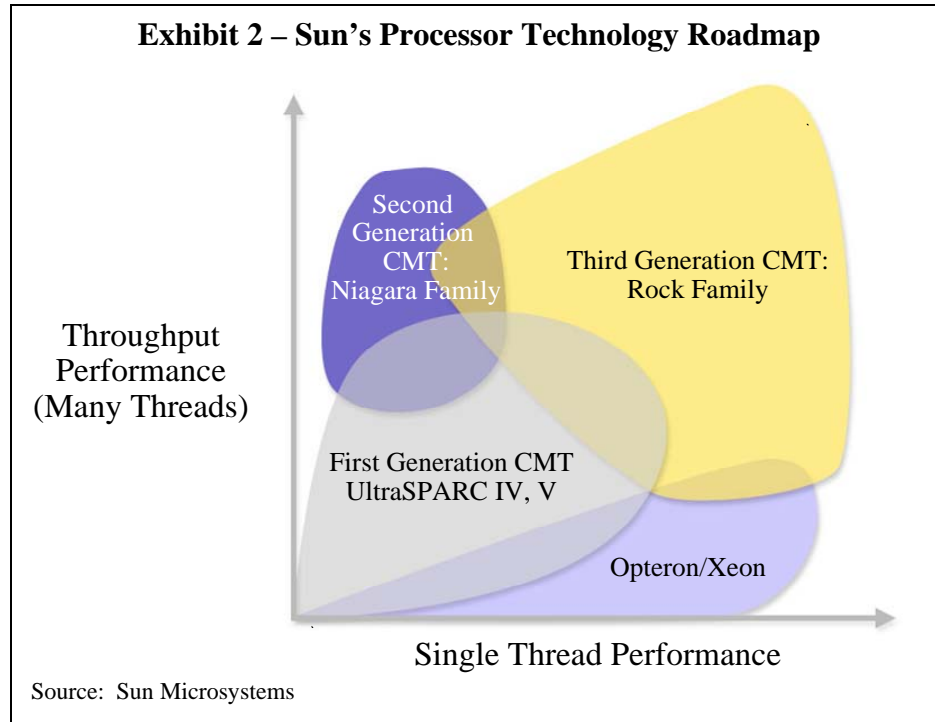 Exhibit 2 – Sun's Processor Technology Roadmap
Second
Generation
CMT:
Niagara Family
Third Generation CMT:
Rock Family
Throughput
Performance
(Many Threads)
First Generation CMT
UltraSPARC IV, V
Opteron/Xeon
Single Thread Performance
Source: Sun Microsystems